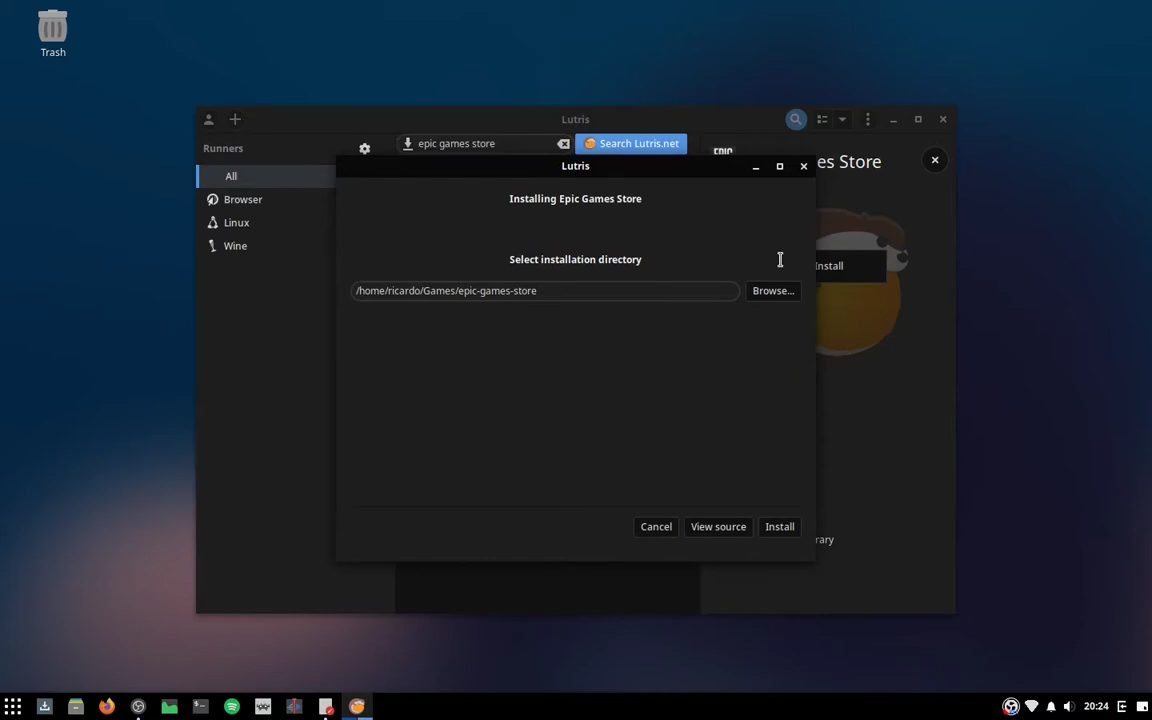 Trash
Lutris
Runners
epic games store
Search Lutris.net
EPIC
es Store
All
Browser
Linux
Wine
Lutris
Installing Epic Games Store
Select installation directory
/home/ricardo/Games/epic-games-store
Browse...
Install
Cancel
View source
Install
rary
20:24